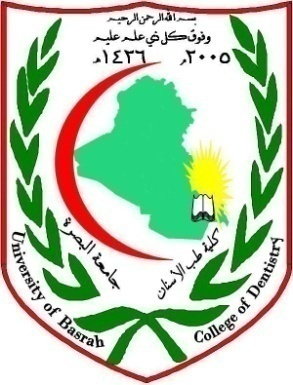 بسم الله الرحمن الرحيم
وفوق كل ذي علم عليم
٢٠٠٥م ١٤٢٦هـ
جامعة البصرة
كلية طب الأسنان
University of Basrah
College of Dentistry